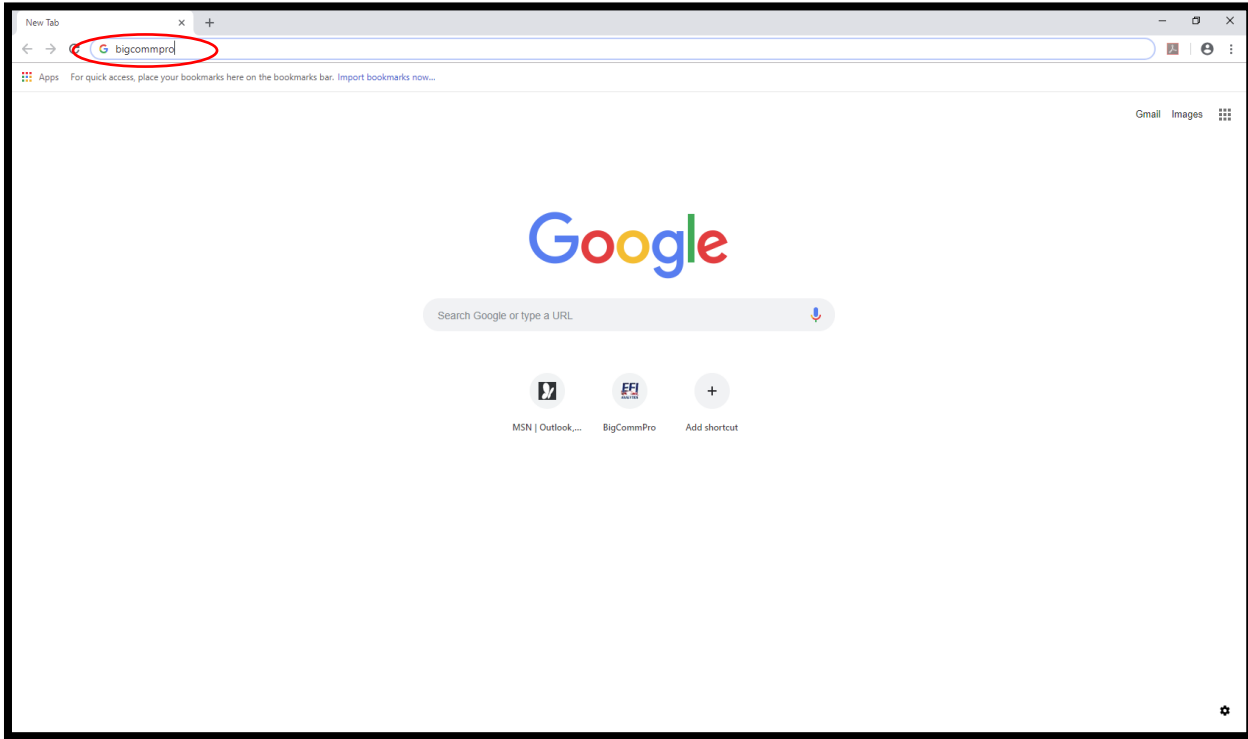 New Tab
bigcommpro
Apps For quick access, place your bookmarks here on the bookmarks bar. Import bookmarks now...
Gmail Images
Google
Search Google or type a URL
EFI
MSN | Outlook,... BigCommPro Add shortcut